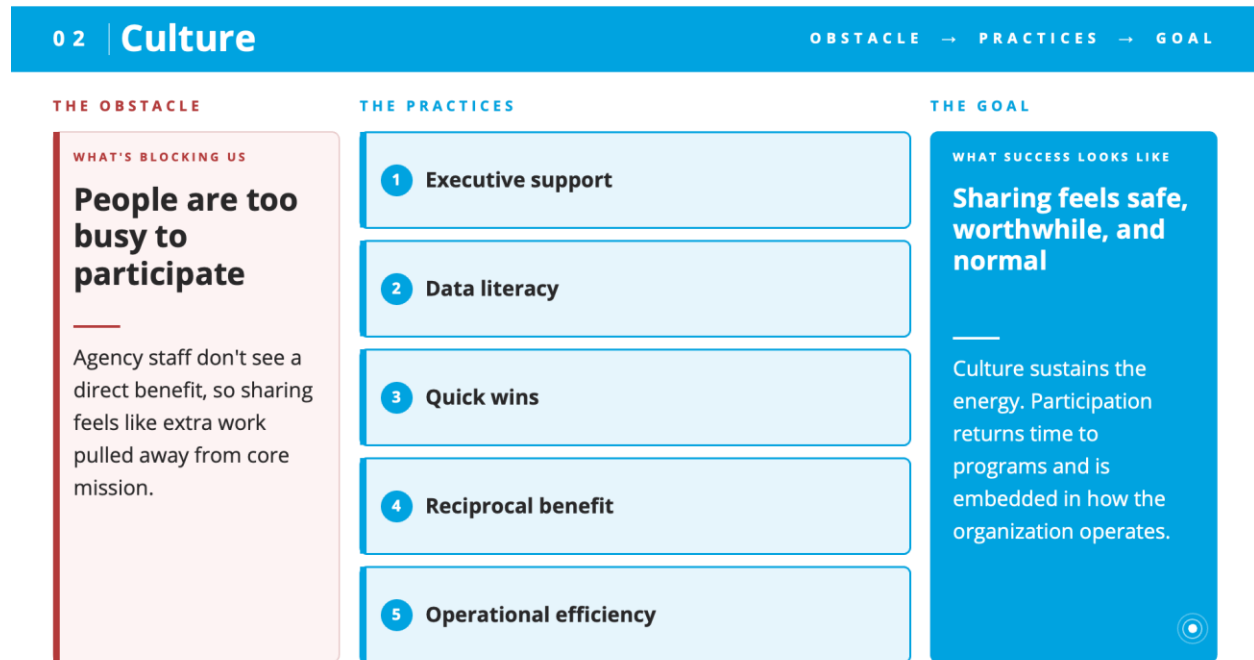 02 Culture
OBSTACLE → PRACTICES → GOAL
THE OBSTACLE
WHAT'S BLOCKING US
People are too
busy to
participate
Agency staff don't see a
direct benefit, so sharing
feels like extra work
pulled away from core
mission.
THE PRACTICES
1 Executive support
2 Data literacy
3 Quick wins
4 Reciprocal benefit
5 Operational efficiency
THE GOAL
WHAT SUCCESS LOOKS LIKE
Sharing feels safe,
worthwhile, and
normal
Culture sustains the
energy. Participation
returns time to
programs and is
embedded in how the
organization operates.